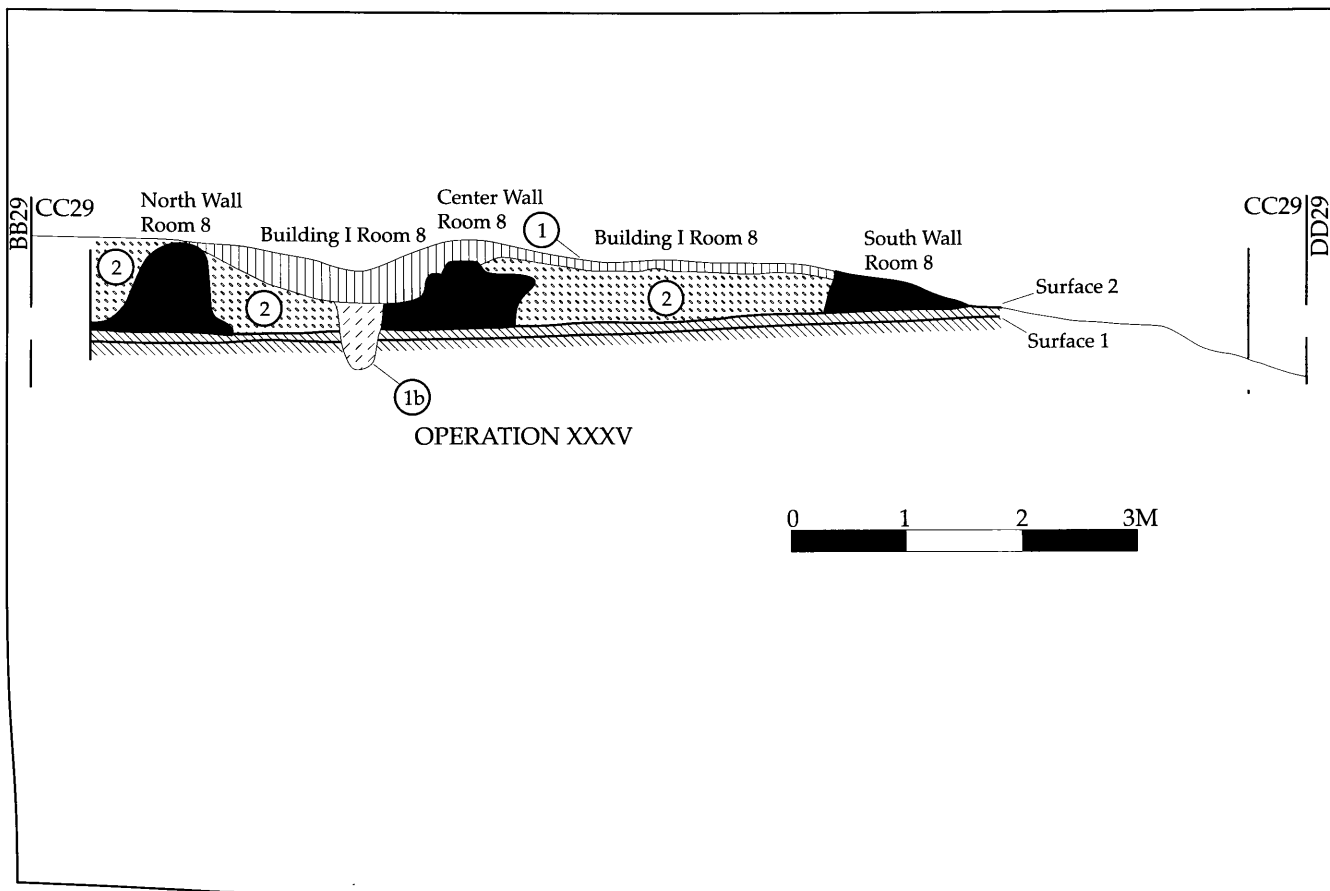 BB29
CC29
North Wall
Room 8
Building I Room 8
Center Wall
Room 8
1
Building I Room 8
South Wall
Room 8
CC29
DD29
2
2
2
Surface 2
Surface 1
1b
OPERATION XXXV
0 1 2 3M